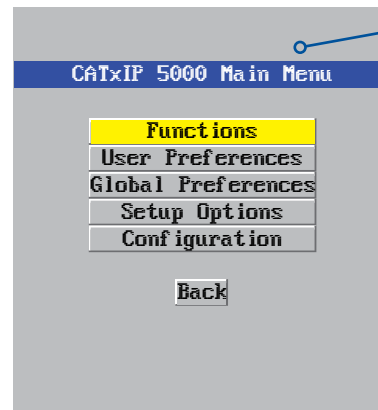 CATxIP 5000 Main Menu
Functions
User Preferences
Global Preferences
Setup Options
Configuration
Back